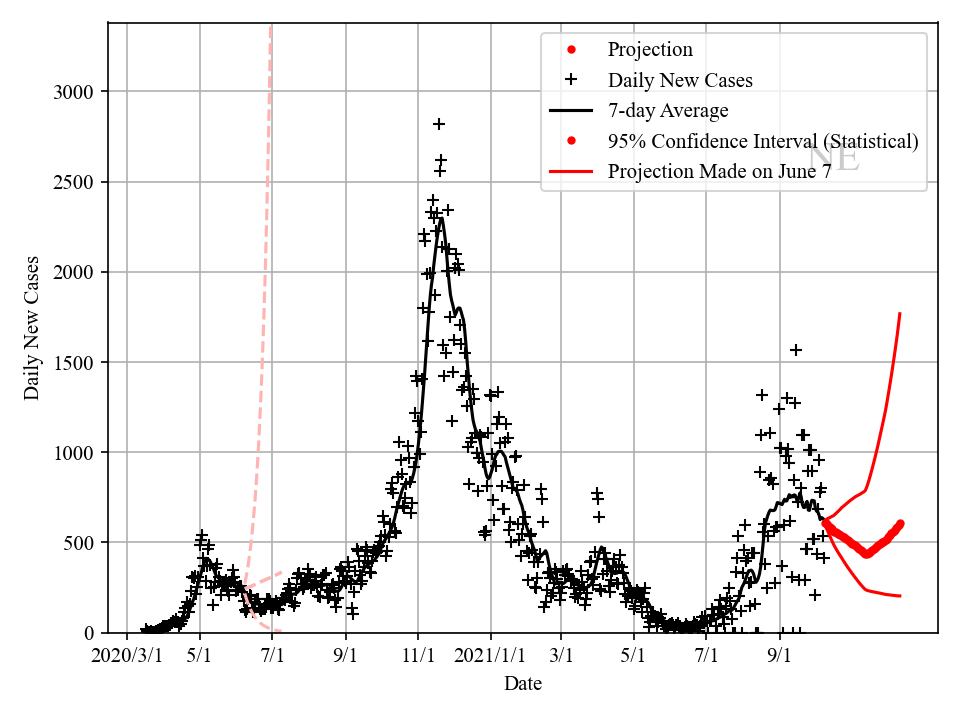 Projection
Daily New Cases
7-day Average
95% Confidence Interval (Statistical)
NE
Projection Made on June 7
3000
2500
2000
1500
1000
500
0
Daily New Cases
2020/3/1 5/1 7/1 9/1 11/1 2021/1/1 3/1 5/1 7/1 9/1
Date